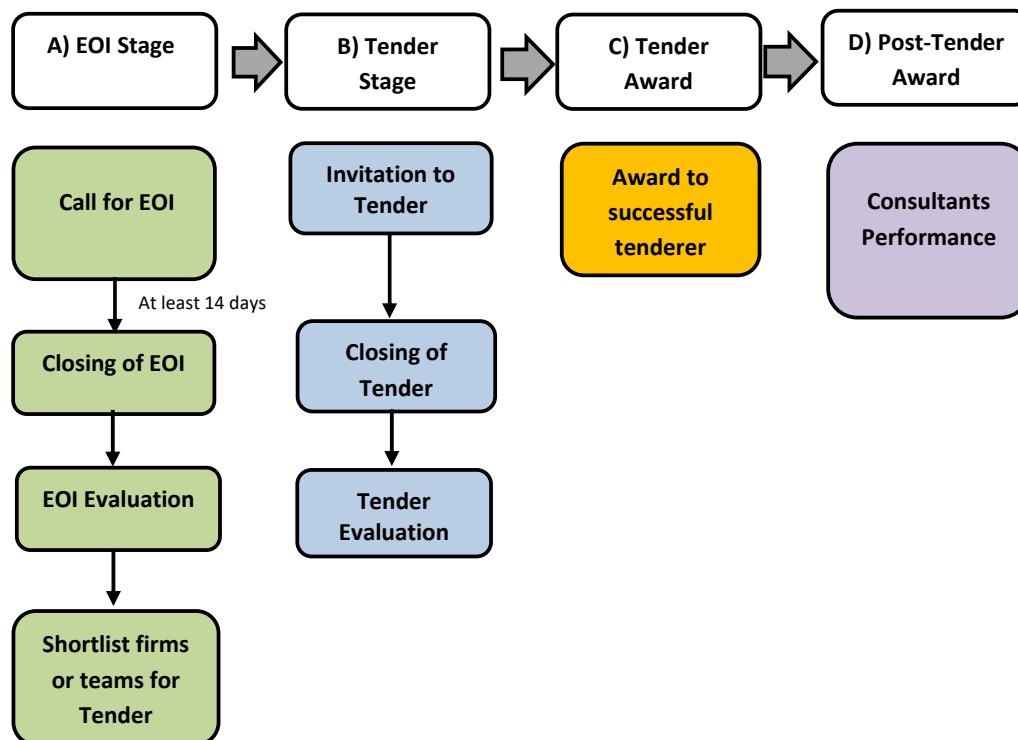 A) EOI Stage
B) Tender
Stage
C) Tender
Award
D) Post-Tender
Award
Call for EOI
At least 14 days
Closing of EOI
EOI Evaluation
Shortlist firms
or teams for
Tender
Invitation to
Tender
Closing of
Tender
Tender
Evaluation
Award to
successful
tenderer
Consultants
Performance